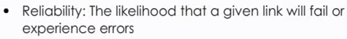 • Reliability: The likelihood that a given link will fail or
experience errors